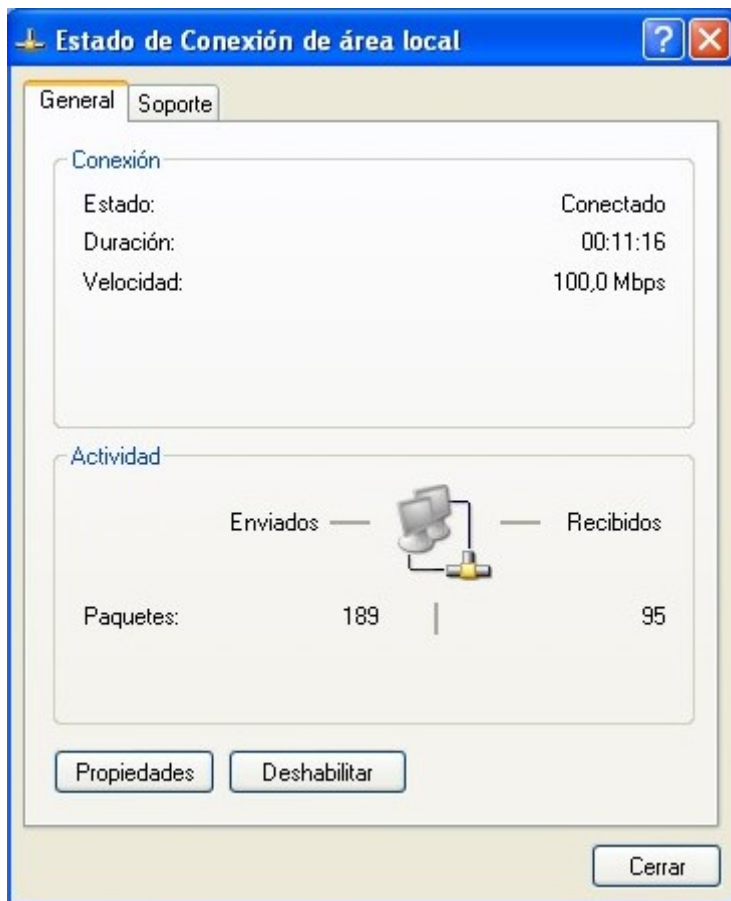 Estado de Conexión de área local
General Soporte
Conexión
Estado: Conectado
Duración: 00:11:16
Velocidad: 100,0 Mbps
Actividad
Enviados Recibidos
Paquetes: 189 95
Propiedades Deshabilitar
Cerrar